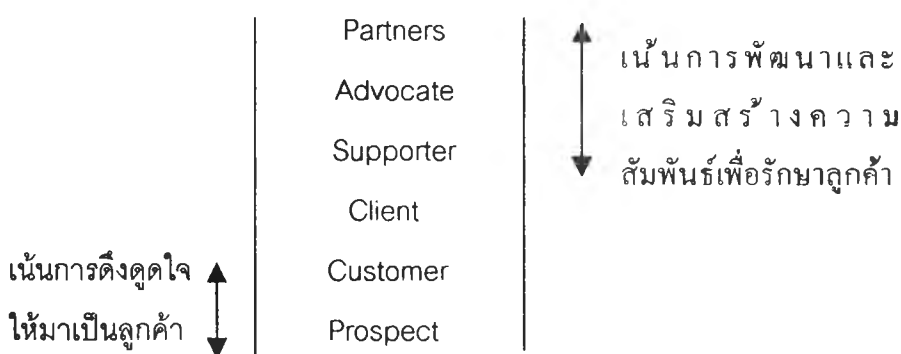 Partners
Advocate
Supporter
Client
Customer
Prospect
เน้นการพัฒนาและ
เสริมสร้างความ
สัมพันธ์เพื่อรักษาลูกค้า
เน้นการดึงดูดใจ
ให้มาเป็นลูกค้า